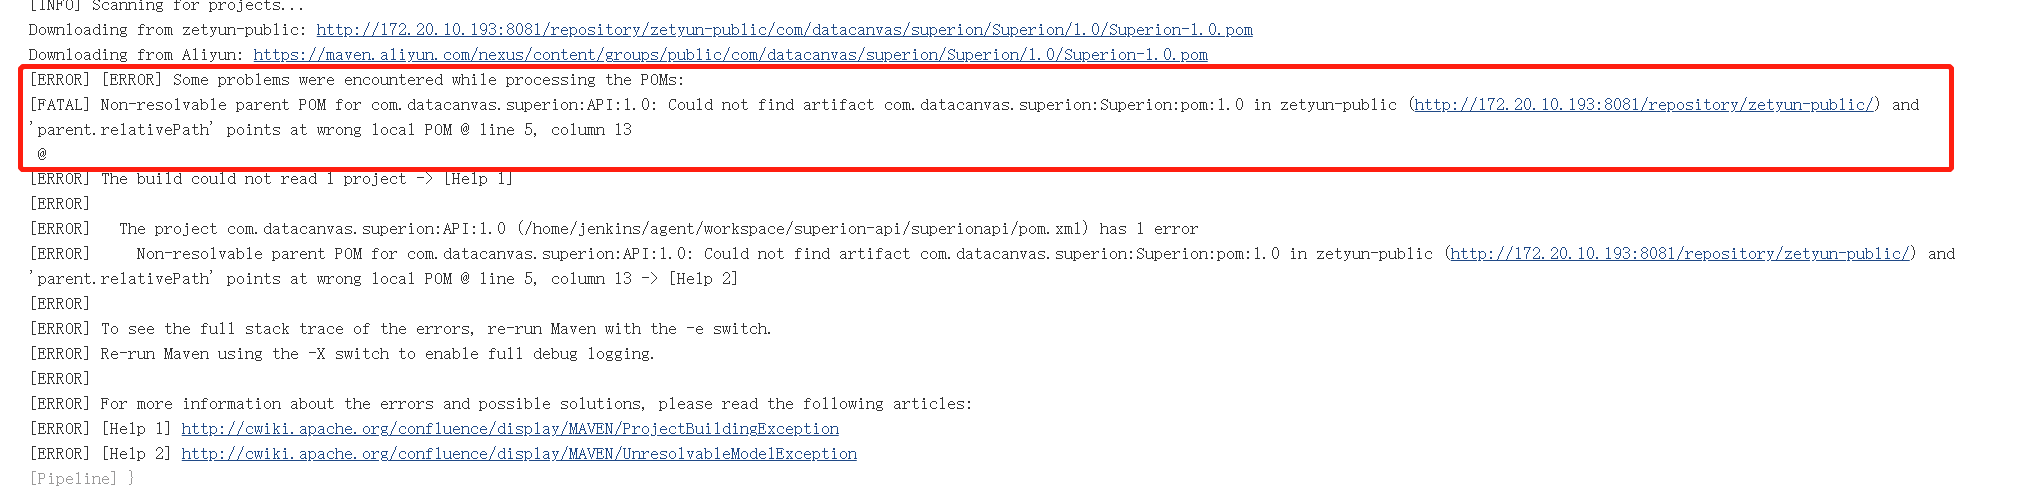 [INFO] Scanning for projects...
Downloading from zetyun-public: http://172.20.10.193:8081/repository/zetyun-public/com/datacanvas/superion/Superion/1.0/Superion-1.0.pom
Downloading from Aliyun: https://maven.aliyun.com/nexus/content/groups/public/com/datacanvas/superion/Superion/1.0/Superion-1.0.pom
[ERROR] [ERROR] Some problems were encountered while processing the POMs:
[FATAL] Non-resolvable parent POM for com.datacanvas.superion:API:1.0: Could not find artifact com.datacanvas.superion:Superion:pom:1.0 in zetyun-public (http://172.20.10.193:8081/repository/zetyun-public/) and
'parent.relativePath' points at wrong local POM @ line 5, column 13
@
[ERROR] The build could not read 1 project -> [Help 1]
[ERROR]
[ERROR]   The project com.datacanvas.superion:API:1.0 (/home/jenkins/agent/workspace/superion-api/superionapi/pom.xml) has 1 error
[ERROR]     Non-resolvable parent POM for com.datacanvas.superion:API:1.0: Could not find artifact com.datacanvas.superion:Superion:pom:1.0 in zetyun-public (http://172.20.10.193:8081/repository/zetyun-public/) and
'parent.relativePath' points at wrong local POM @ line 5, column 13 -> [Help 2]
[ERROR]
[ERROR] To see the full stack trace of the errors, re-run Maven with the -e switch.
[ERROR] Re-run Maven using the -X switch to enable full debug logging.
[ERROR]
[ERROR] For more information about the errors and possible solutions, please read the following articles:
[ERROR] [Help 1] http://cwiki.apache.org/confluence/display/MAVEN/ProjectBuildingException
[ERROR] [Help 2] http://cwiki.apache.org/confluence/display/MAVEN/UnresolvableModelException
[Pipeline] }